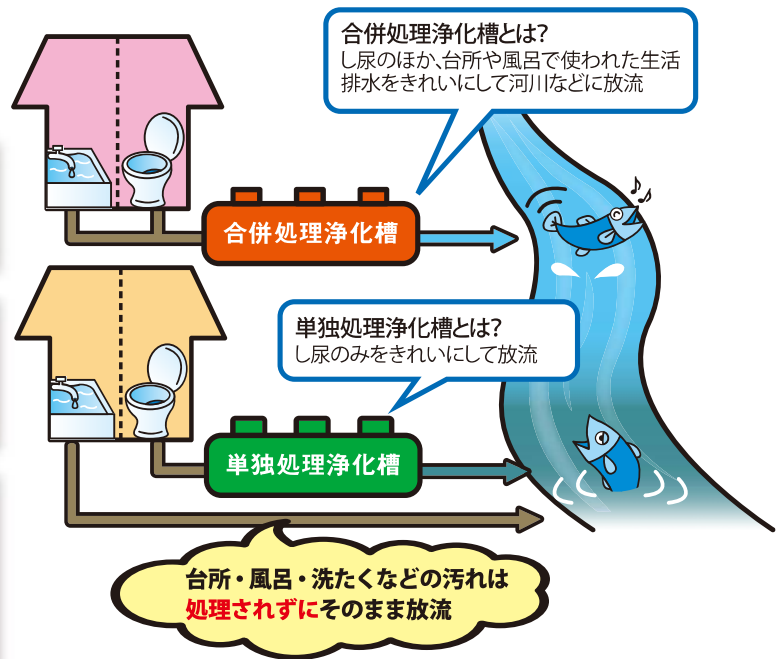 合併処理浄化槽とは?
し尿のほか、台所や風呂で使われた生活
排水をきれいにして河川などに放流
合併処理浄化槽
単独処理浄化槽とは?
し尿のみをきれいにして放流
単独処理浄化槽
台所・風呂・洗たくなどの汚れは
処理されずにそのまま放流